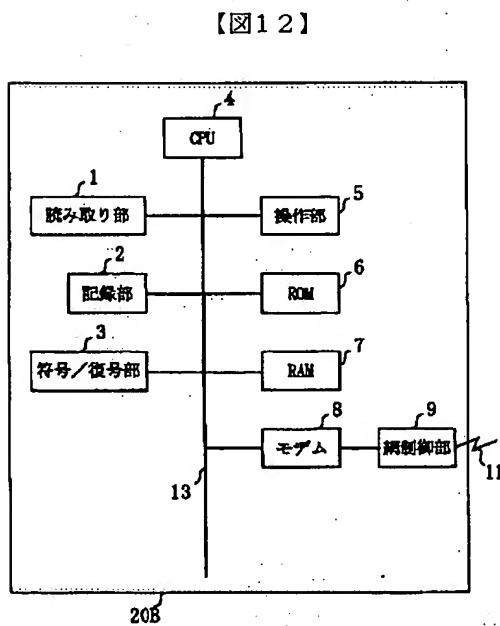 【図12】
4
CPU
1
読み取り部
5
操作部
2
記録部
6
ROM
3
符号/復号部
7
RAM
8
モデム
9
網制御部
11
13
20B